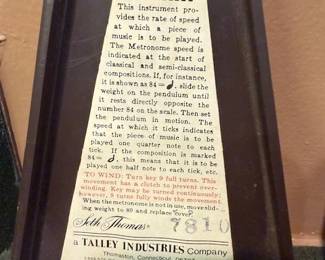 This instrument pro-
vides the rate of speed
at which a piece of
music is to be played.
The Metronome speed is
indicated at the start of
classical and semi-classical
compositions. If, for instance,
it is shown as 84=♩, slide the
weight on the pendulum until
it rests directly opposite the
number 84 on the scale. Then set
the pendulum in motion. The
speed at which it ticks indicates
that the piece of music is to be
played one quarter note to each
tick. If the composition is marked
84=𝅗𝅥, this means that it is to be
played one half note to each tick, etc.
TO WIND: Turn key 9 full turns. This
movement has a clutch to prevent over-
winding. Key may be turned continuously;
however, 9 turns fully winds the movement.
When the metronome is not in use, move slid-
ing weight to 80 and replace cover.
Seth Thomas 7810
a TALLEY INDUSTRIES Company
Thomaston, Connecticut